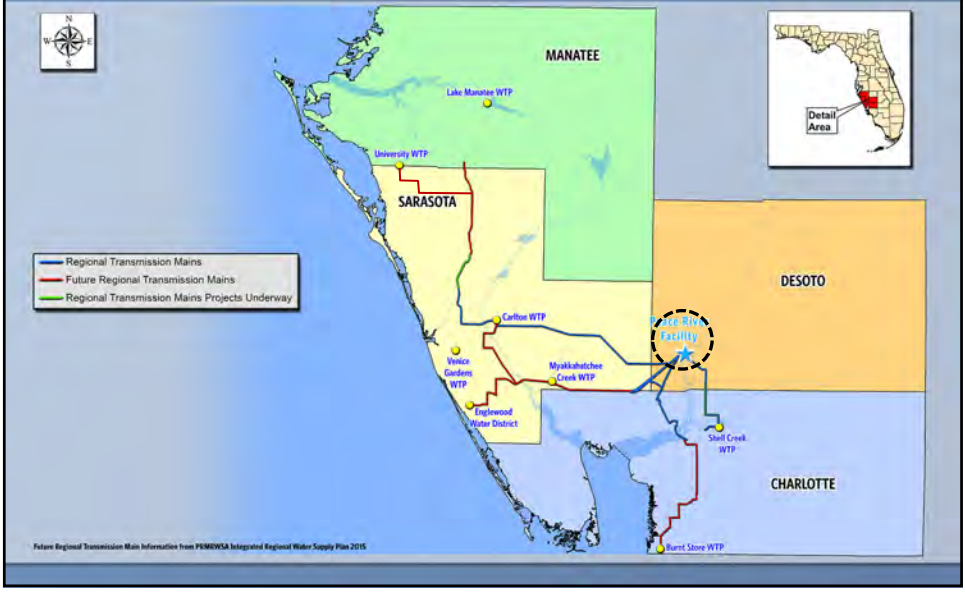 N
W
E
S
MANATEE
Lake Manatee WTP
Detail
Area
University WTP
SARASOTA
Regional Transmission Mains
Future Regional Transmission Mains
Regional Transmission Mains Projects Underway
DESOTO
Carlton WTP
Peace River
Facility
Venice
Gardens
WTP
Myakkahatchee
Creek WTP
Englewood
Water District
Shell Creek
WTP
CHARLOTTE
Future Regional Transmission Main Information from PRMRWSA Integrated Regional Water Supply Plan 2015
Burnt Store WTP